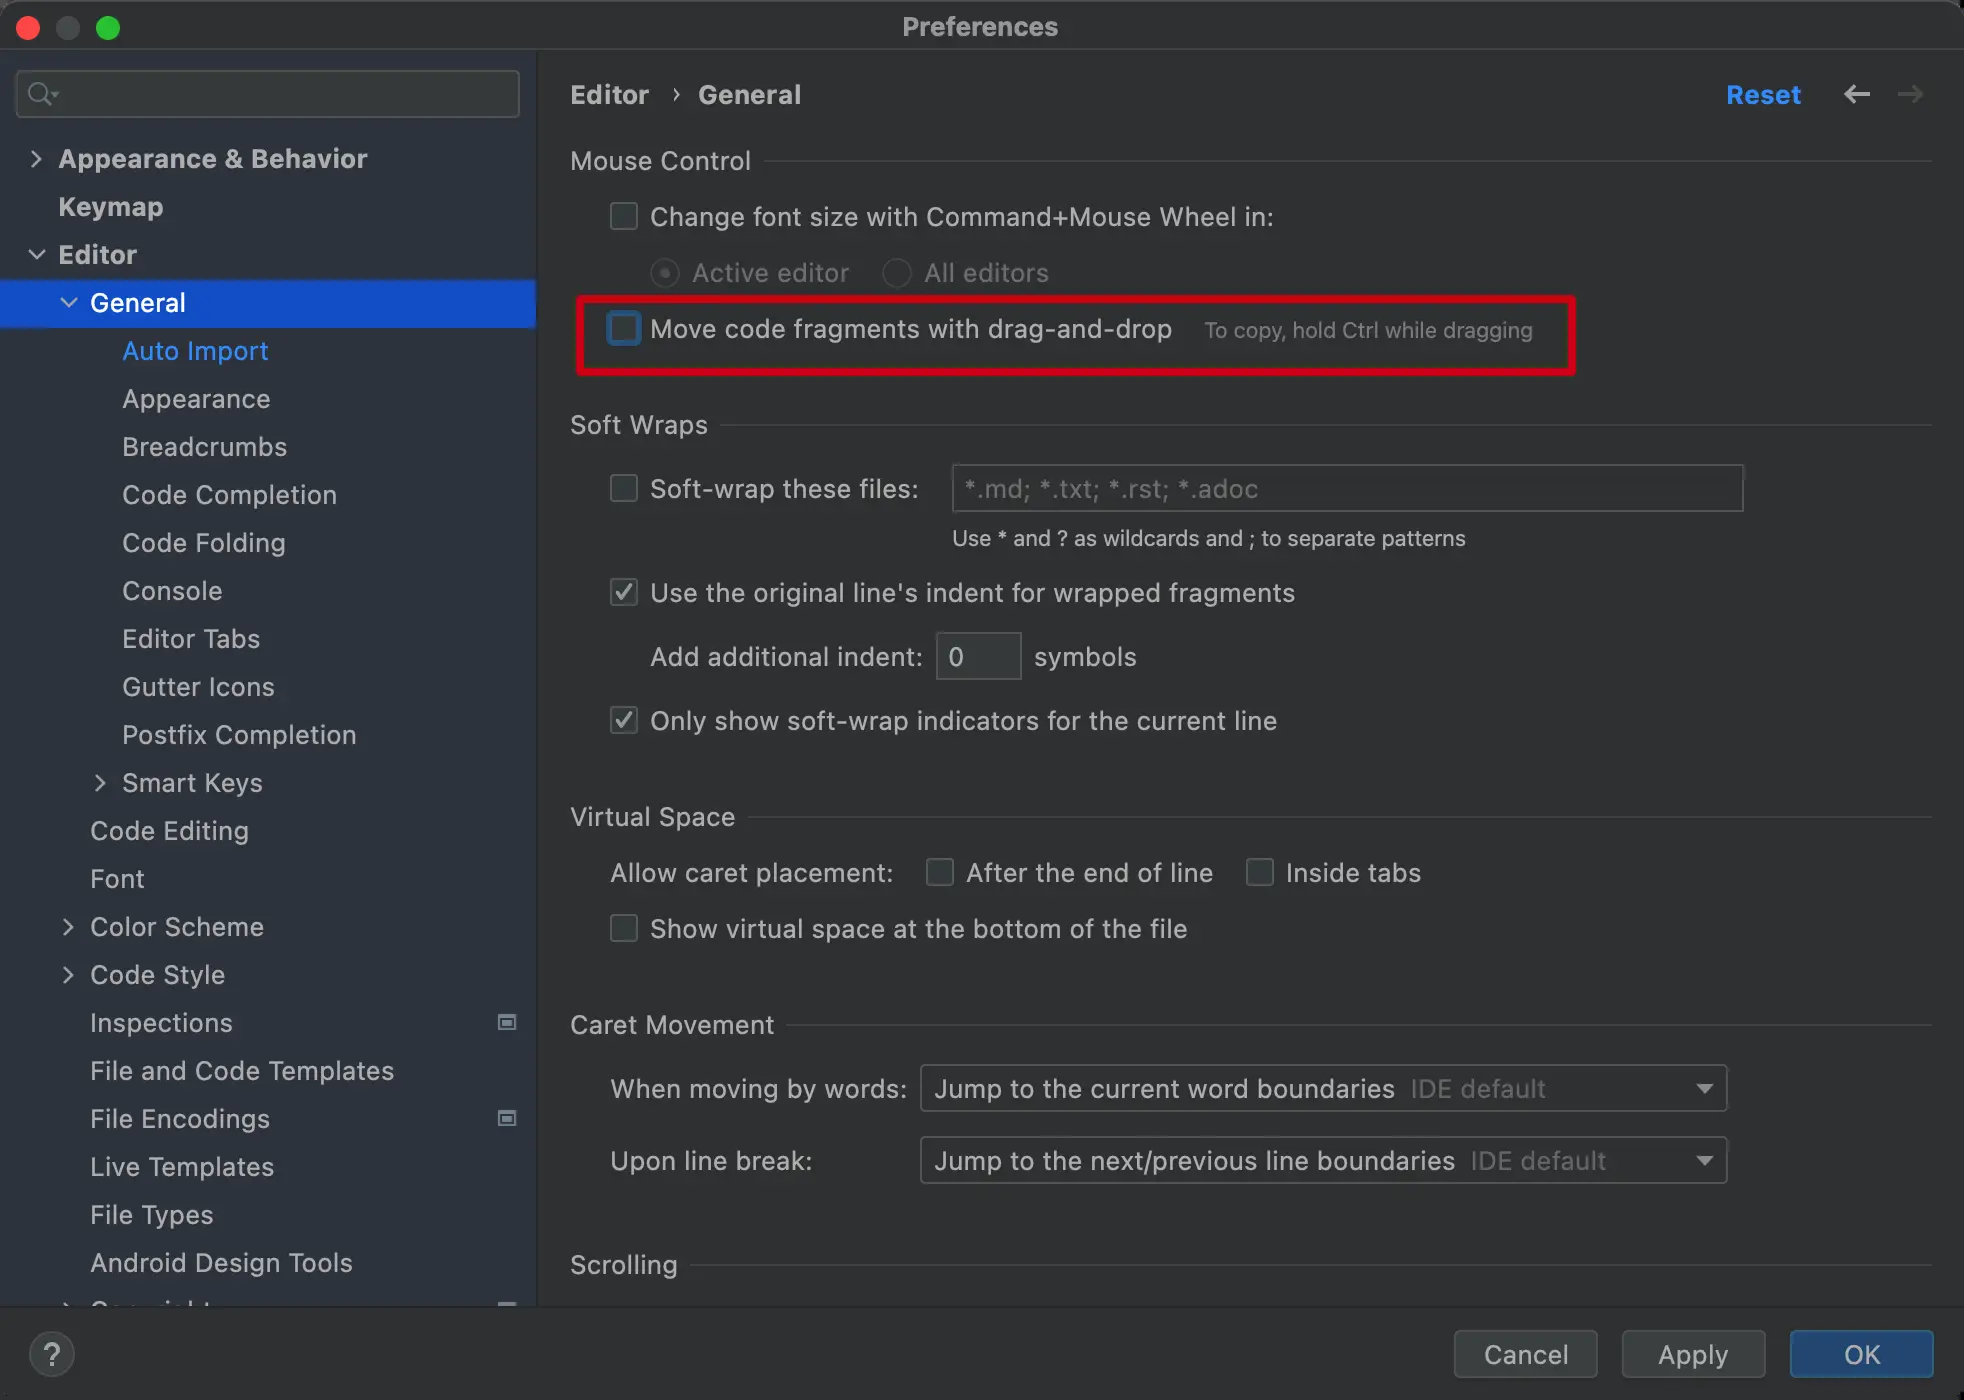 Preferences
Appearance & Behavior
Keymap
Editor
General
Auto Import
Appearance
Breadcrumbs
Code Completion
Code Folding
Console
Editor Tabs
Gutter Icons
Postfix Completion
Smart Keys
Code Editing
Font
Color Scheme
Code Style
Inspections
File and Code Templates
File Encodings
Live Templates
File Types
Android Design Tools
Editor › General
Reset
Mouse Control
Change font size with Command+Mouse Wheel in:
Active editor All editors
Move code fragments with drag-and-drop To copy, hold Ctrl while dragging
Soft Wraps
Soft-wrap these files: *.md; *.txt; *.rst; *.adoc
Use * and ? as wildcards and ; to separate patterns
Use the original line's indent for wrapped fragments
Add additional indent: 0 symbols
Only show soft-wrap indicators for the current line
Virtual Space
Allow caret placement: After the end of line Inside tabs
Show virtual space at the bottom of the file
Caret Movement
When moving by words: Jump to the current word boundaries IDE default
Upon line break: Jump to the next/previous line boundaries IDE default
Scrolling
?
Cancel Apply OK